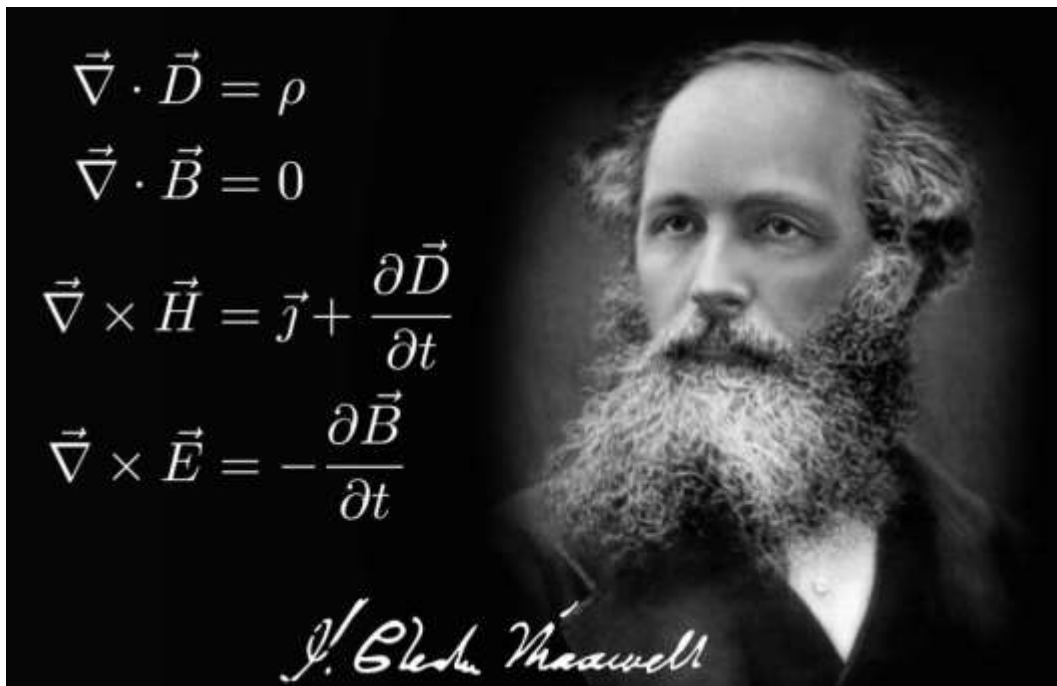 ∇⃗ · D⃗ = ρ
∇⃗ · B⃗ = 0
∇⃗ × H⃗ = ȷ⃗ + ∂D⃗/∂t
∇⃗ × E⃗ = −∂B⃗/∂t
J. Clerk Maxwell